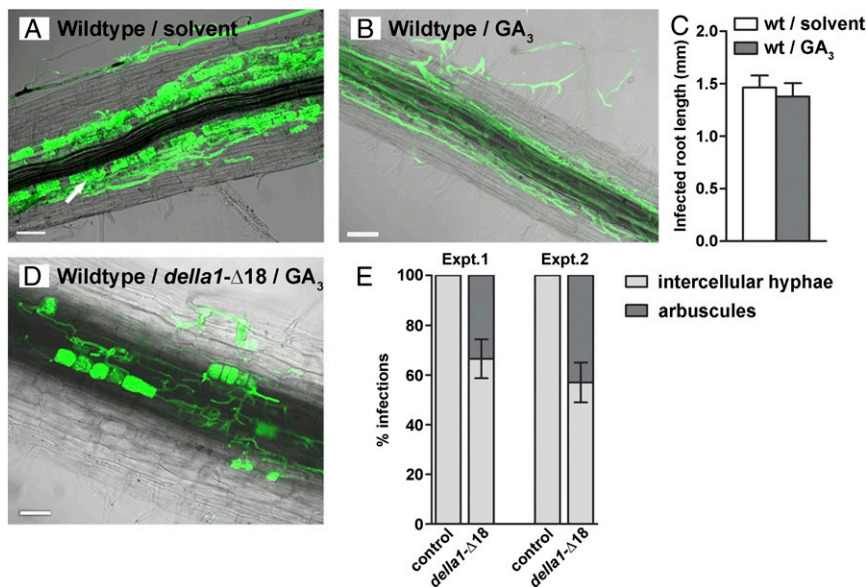 A Wildtype / solvent
B Wildtype / GA₃
C
wt / solvent
wt / GA₃
Infected root length (mm)
2.0
1.5
1.0
0.5
0.0
D Wildtype / della1-Δ18 / GA₃
E
Expt.1 Expt.2
% infections
100
80
60
40
20
0
control
della1-Δ18
control
della1-Δ18
intercellular hyphae
arbuscules